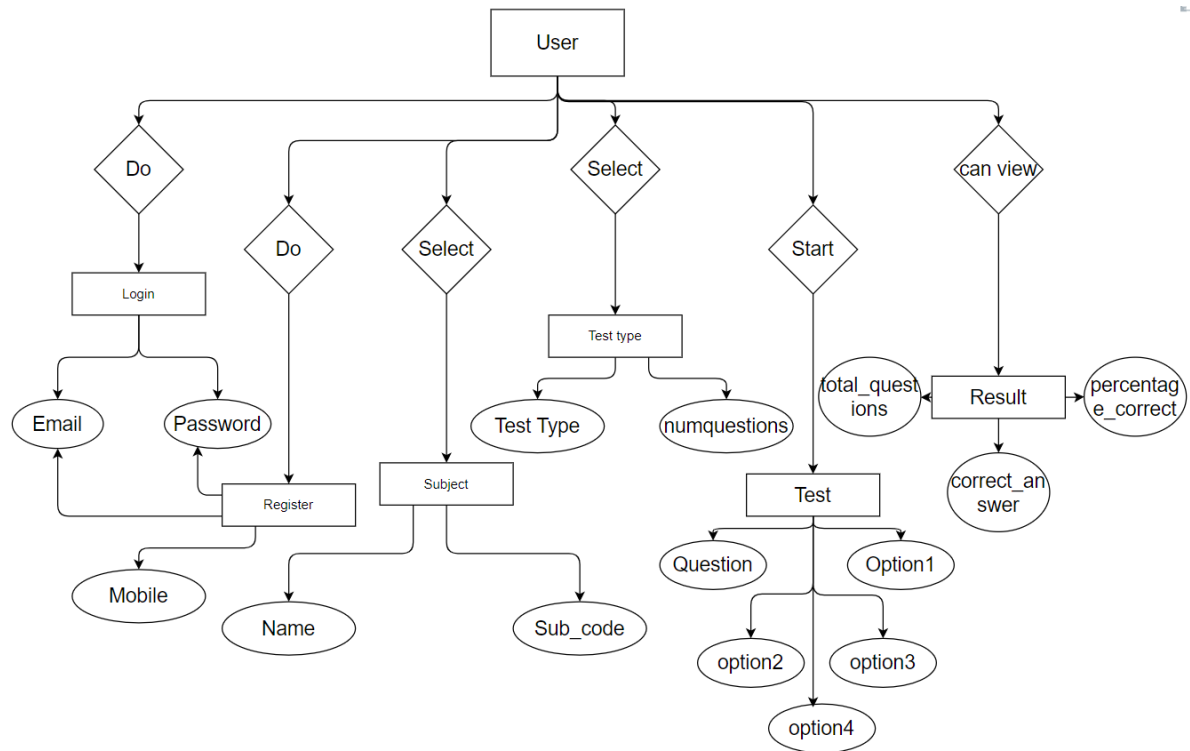 User
Do
Select
can view
Do
Select
Start
Login
Test type
total_quest
ions
Result
percentag
e_correct
Email
Password
Test Type
numquestions
Subject
Register
Test
correct_an
swer
Question
Option1
Mobile
Name
Sub_code
option2
option3
option4